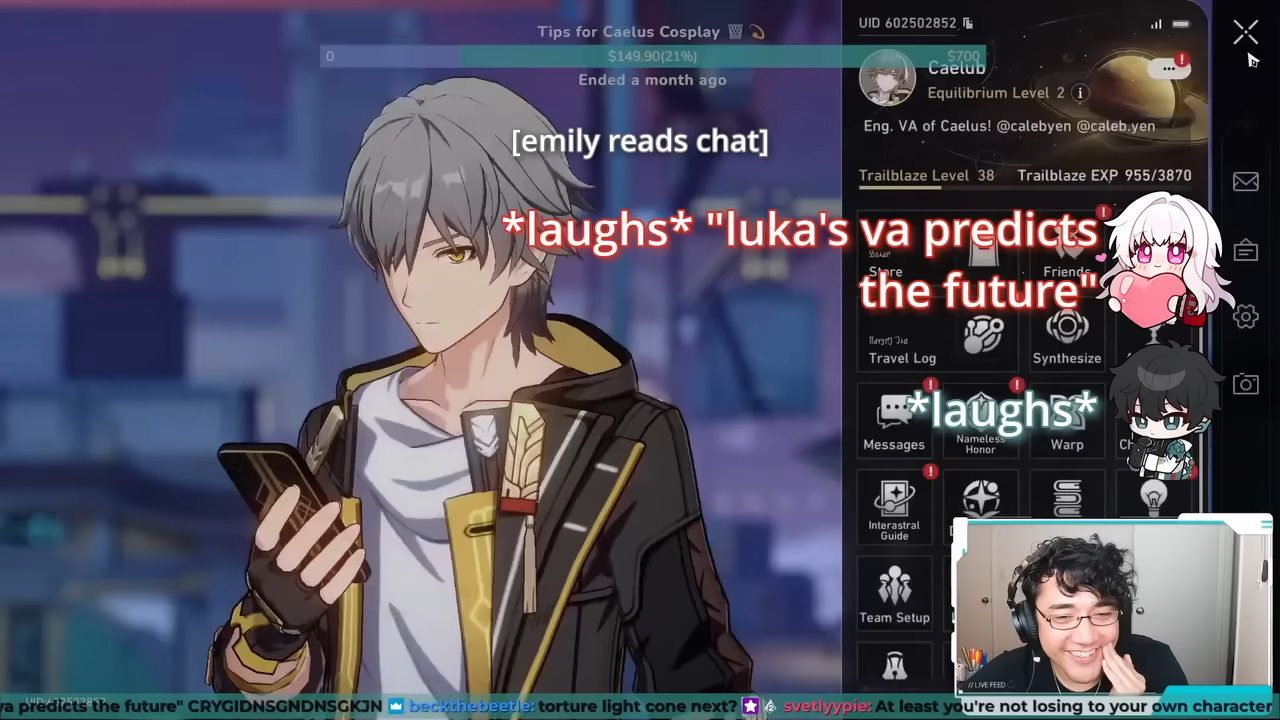 Tips for Caelus Cosplay
0
$149.90(21%)
$700
Ended a month ago
[emily reads chat]
*laughs* "luka's va predicts
the future"
*laughs*
UID 602502852
Caelub
Equilibrium Level 2
Eng. VA of Caelus! @calebyen @caleb.yen
Trailblaze Level 38
Trailblaze EXP 955/3870
Store
Friends
Travel Log
Synthesize
Messages
Nameless
Honor
Warp
Interastral
Guide
Team Setup
// LIVE FEED
va predicts the future" CRYGIDNSGNDNSGKJN beckthebeetle: torture light cone next? svetlyypie: At least you're not losing to your own character